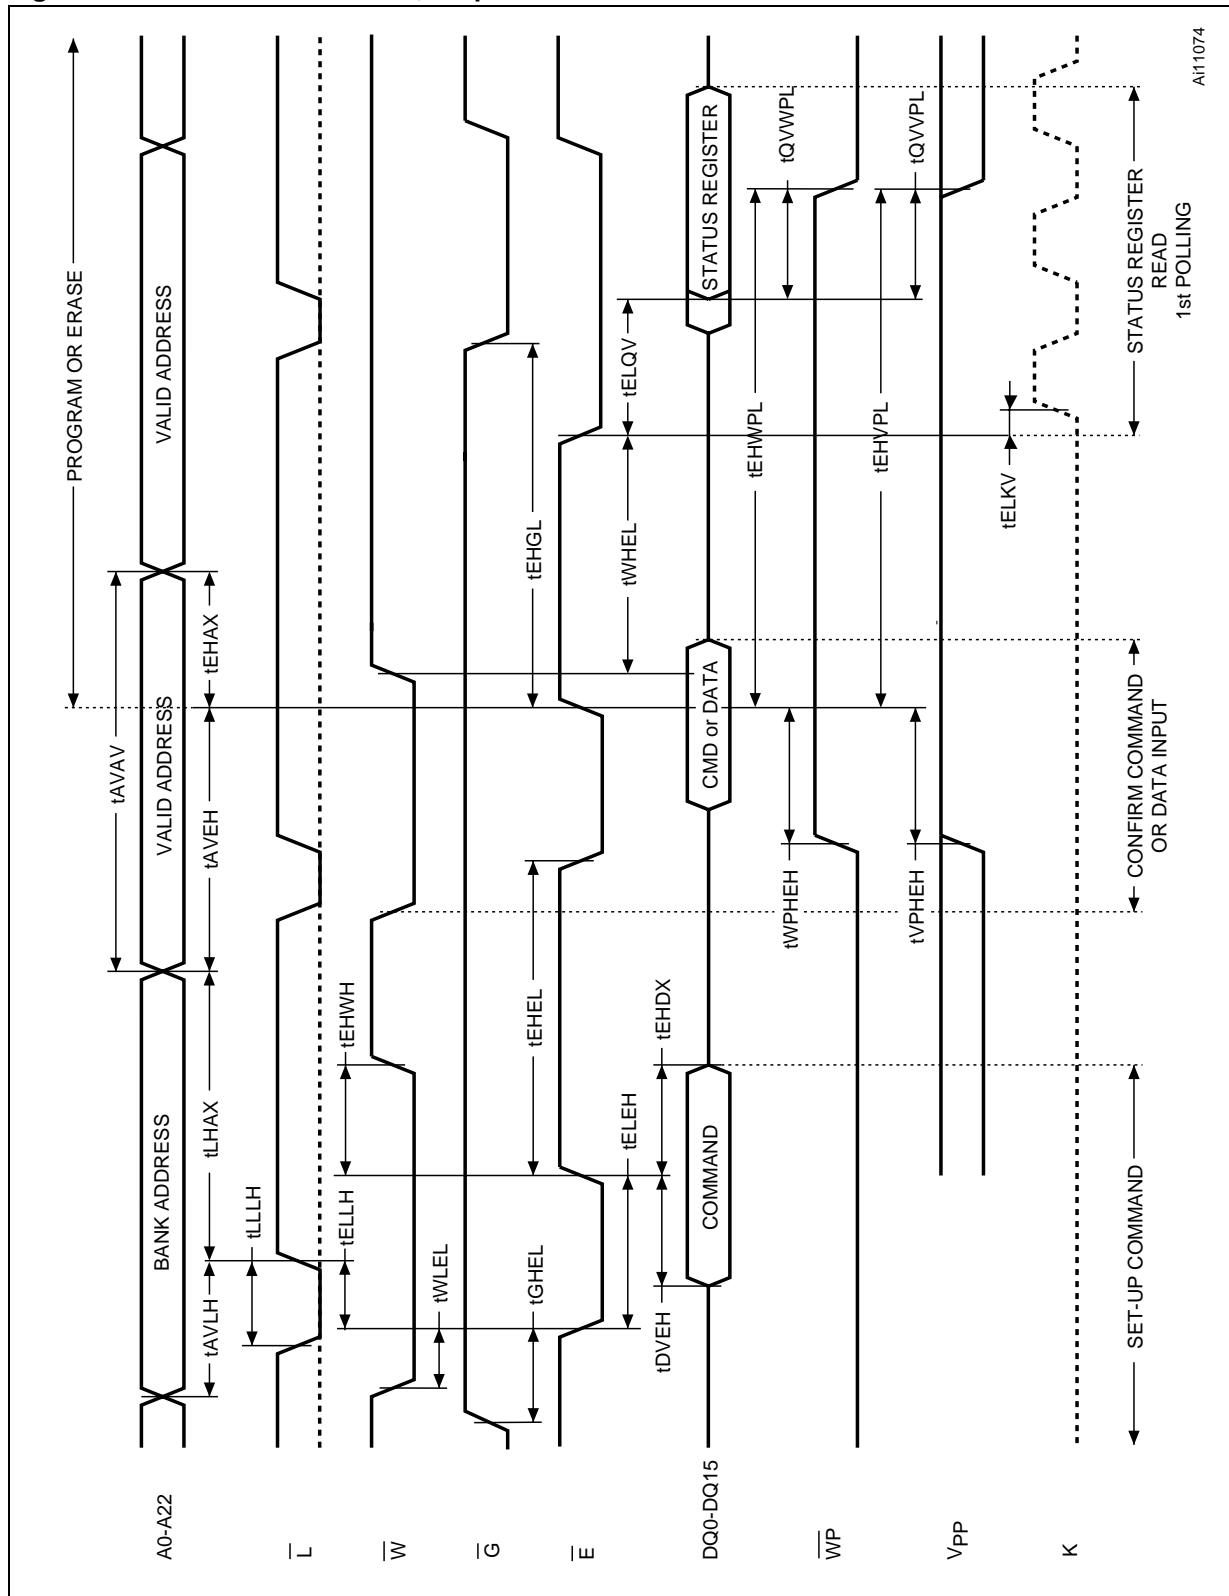 PROGRAM OR ERASE
tAVAV
A0-A22
BANK ADDRESS
VALID ADDRESS
VALID ADDRESS
tAVLH
tLHAX
tAVEH
tEHAX
tLLLH
L
tELLH
tEHWH
W
tWLEL
G
tGHEL
tEHEL
tEHGL
E
tELEH
tWHEL
tELQV
tDVEH
tEHDX
DQ0-DQ15
COMMAND
CMD or DATA
STATUS REGISTER
tEHWPL
tWPHEH
tQVWPL
WP
tEHVPL
tVPHEH
tQVVPL
VPP
tELKV
K
SET-UP COMMAND
CONFIRM COMMAND
OR DATA INPUT
STATUS REGISTER
READ
1st POLLING
Ai11074